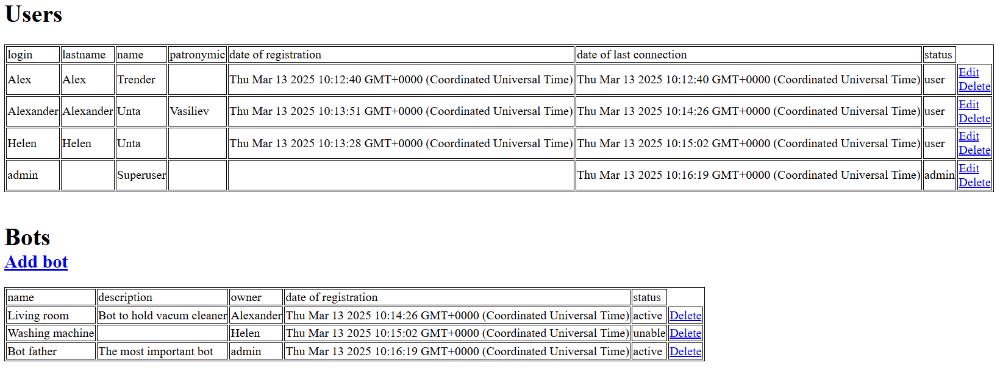 Users
login lastname name patronymic date of registration date of last connection status
Alex Alex Trender Thu Mar 13 2025 10:12:40 GMT+0000 (Coordinated Universal Time) Thu Mar 13 2025 10:12:40 GMT+0000 (Coordinated Universal Time) user Edit
Delete
Alexander Alexander Unta Vasiliev Thu Mar 13 2025 10:13:51 GMT+0000 (Coordinated Universal Time) Thu Mar 13 2025 10:14:26 GMT+0000 (Coordinated Universal Time) user Edit
Delete
Helen Helen Unta Thu Mar 13 2025 10:13:28 GMT+0000 (Coordinated Universal Time) Thu Mar 13 2025 10:15:02 GMT+0000 (Coordinated Universal Time) user Edit
Delete
admin Superuser Thu Mar 13 2025 10:16:19 GMT+0000 (Coordinated Universal Time) admin Edit
Delete
Bots
Add bot
name description owner date of registration status
Living room Bot to hold vacum cleaner Alexander Thu Mar 13 2025 10:14:26 GMT+0000 (Coordinated Universal Time) active Delete
Washing machine Helen Thu Mar 13 2025 10:15:02 GMT+0000 (Coordinated Universal Time) unable Delete
Bot father The most important bot admin Thu Mar 13 2025 10:16:19 GMT+0000 (Coordinated Universal Time) active Delete